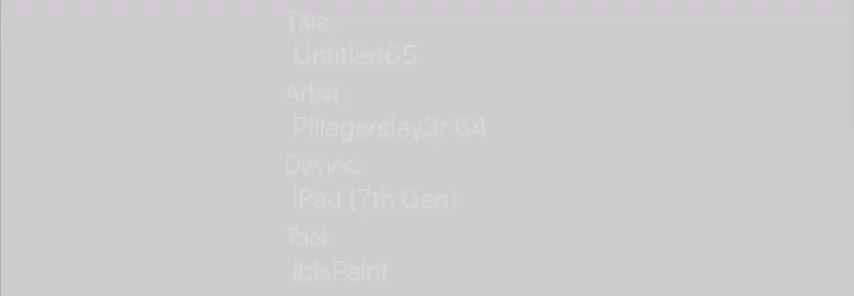 Title:
Untitled65
Artist:
Pillagerslay3r 64
Device:
iPad (7th Gen)
Tool:
ibisPaint